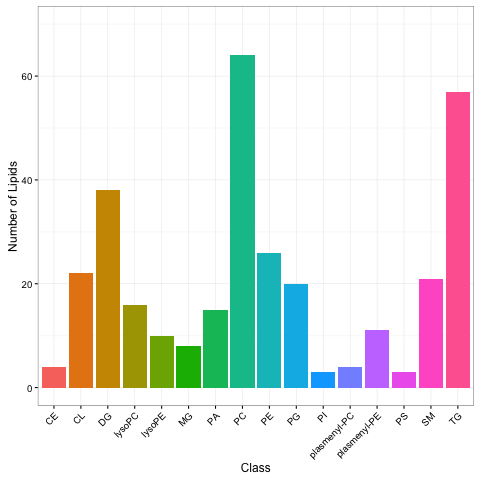 Number of Lipids
60
40
20
0
CE
CL
DG
lysoPC
lysoPE
MG
PA
PC
PE
PG
PI
plasmenyl-PC
plasmenyl-PE
PS
SM
TG
Class